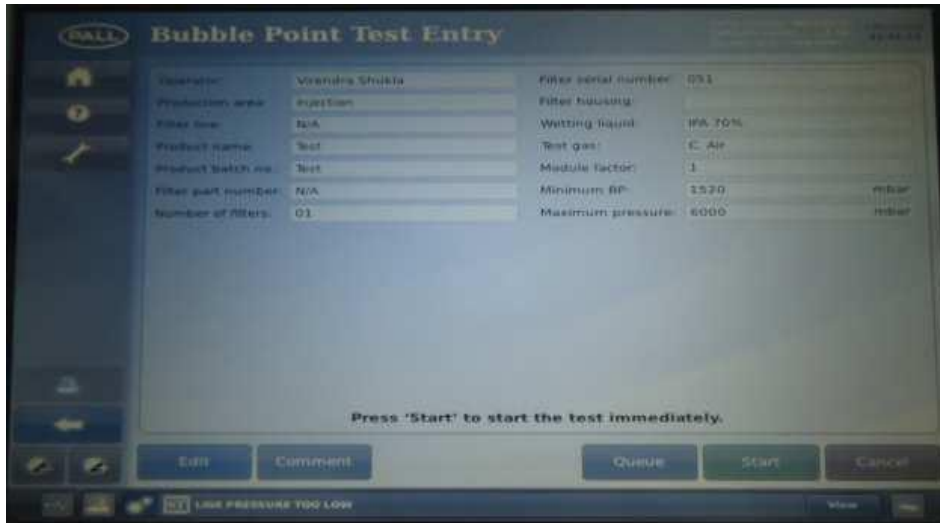 PALL
Bubble Point Test Entry
Operator: Virendra Shukla
Production area: Injection
Filter line: N/A
Product name: Test
Product batch no.: Test
Filter part number: N/A
Number of filters: 01
Filter serial number: 051
Filter housing:
Wetting liquid: IPA 70%
Test gas: C. Air
Module factor: 1
Minimum BP: 1520 mbar
Maximum pressure: 6000 mbar
Press 'Start' to start the test immediately.
Edit
Comment
Queue
Start
Cancel
LINE PRESSURE TOO LOW
View